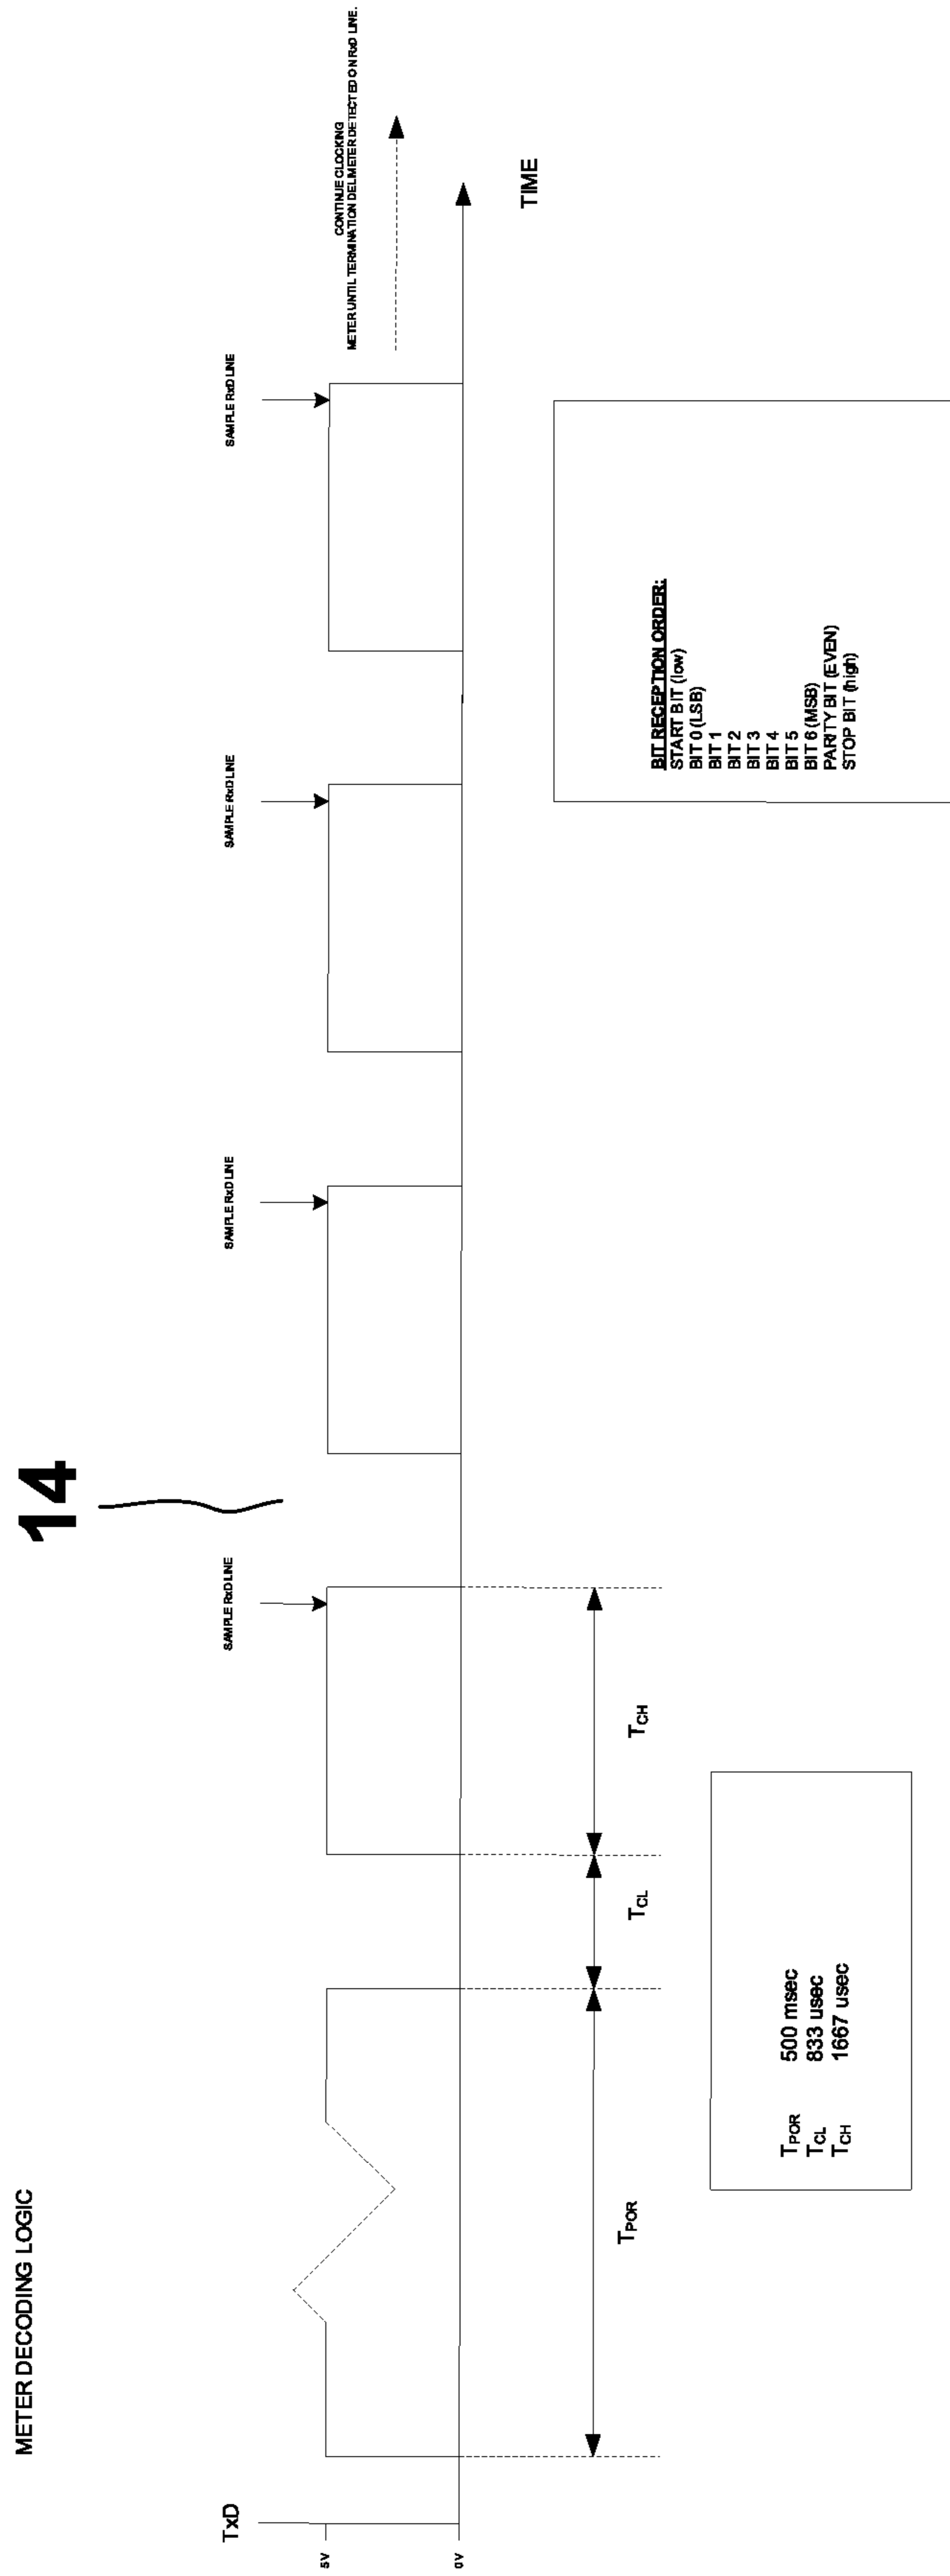 METER DECODING LOGIC
14
TxD
5V
0V
SAMPLE RxD LINE
SAMPLE RxD LINE
SAMPLE RxD LINE
SAMPLE RxD LINE
CONTINUE CLOCKING
METER UNTIL TERMINATION DELIMETER DETECTED ON RxD LINE.
TIME
TPOR
TCL
TCH
TPOR 500 msec
TCL 833 usec
TCH 1667 usec
BIT RECEPTION ORDER:
START BIT (low)
BIT 0 (LSB)
BIT 1
BIT 2
BIT 3
BIT 4
BIT 5
BIT 6 (MSB)
PARITY BIT (EVEN)
STOP BIT (high)